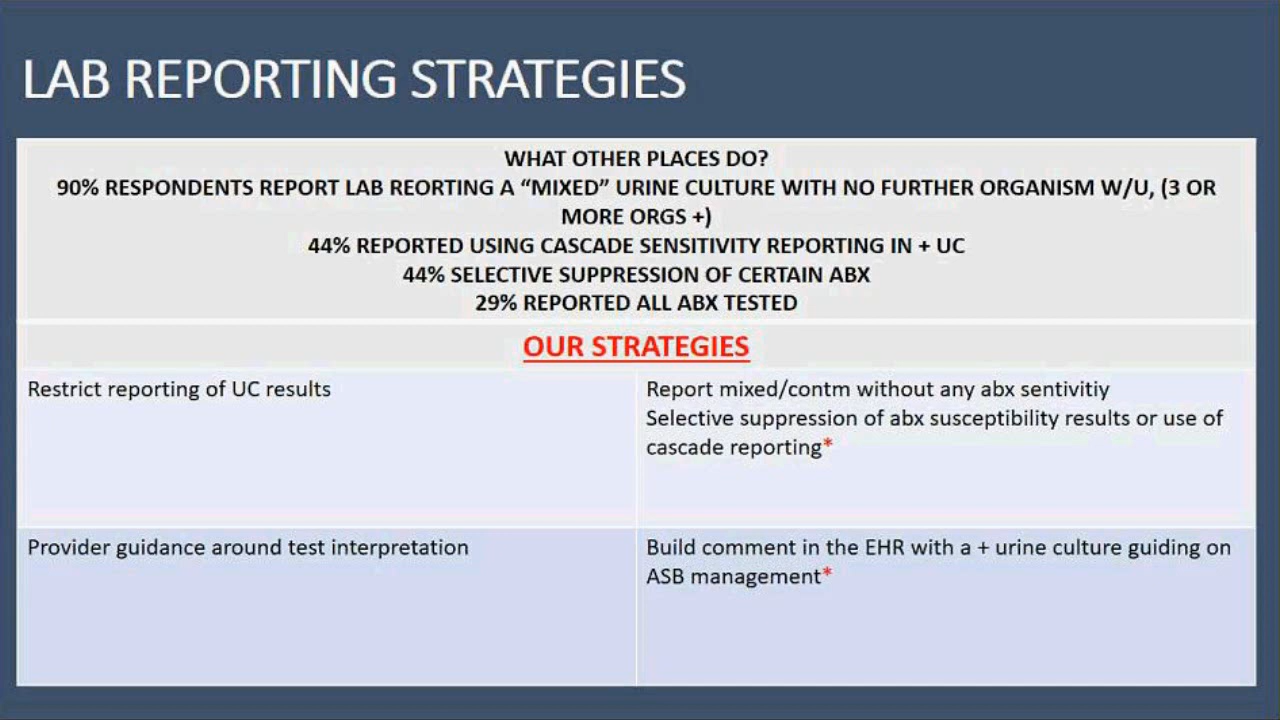 LAB REPORTING STRATEGIES
WHAT OTHER PLACES DO?
90% RESPONDENTS REPORT LAB REORTING A “MIXED” URINE CULTURE WITH NO FURTHER ORGANISM W/U, (3 OR
MORE ORGS +)
44% REPORTED USING CASCADE SENSITIVITY REPORTING IN + UC
44% SELECTIVE SUPPRESSION OF CERTAIN ABX
29% REPORTED ALL ABX TESTED
OUR STRATEGIES
Restrict reporting of UC results
Report mixed/contm without any abx sentivitiy
Selective suppression of abx susceptibility results or use of
cascade reporting*
Provider guidance around test interpretation
Build comment in the EHR with a + urine culture guiding on
ASB management*